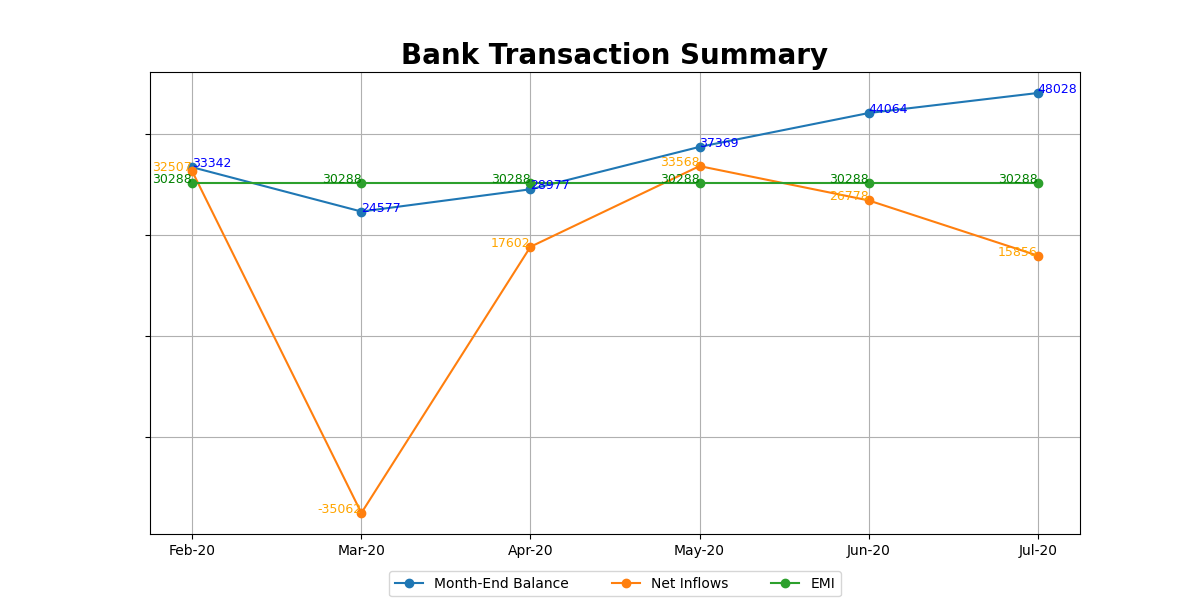 Bank Transaction Summary
48028
44064
37369
33568
32507 33342
30288 30288 30288 30288 30288 30288
28977
26778
24577
17602
15856
-35062
Feb-20 Mar-20 Apr-20 May-20 Jun-20 Jul-20
Month-End Balance Net Inflows EMI